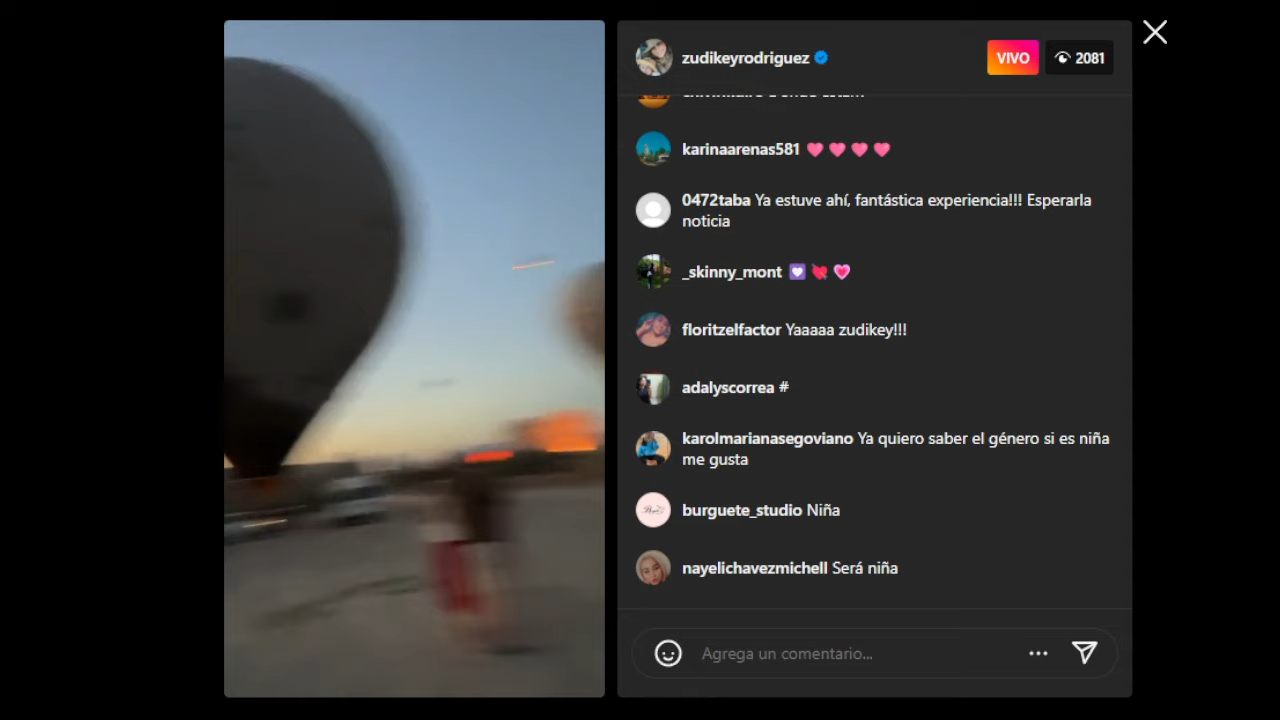 zudikeyrodriguez
VIVO
2081
karinaarenas581 🩷🩷🩷🩷
0472taba Ya estuve ahí, fantástica experiencia!!! Esperarla
noticia
_skinny_mont 💟 💘 💗
floritzelfactor Yaaaaa zudikey!!!
adalyscorrea #
karolmarianasegoviano Ya quiero saber el género si es niña
me gusta
burguete_studio Niña
nayelichavezmichell Será niña
Agrega un comentario...